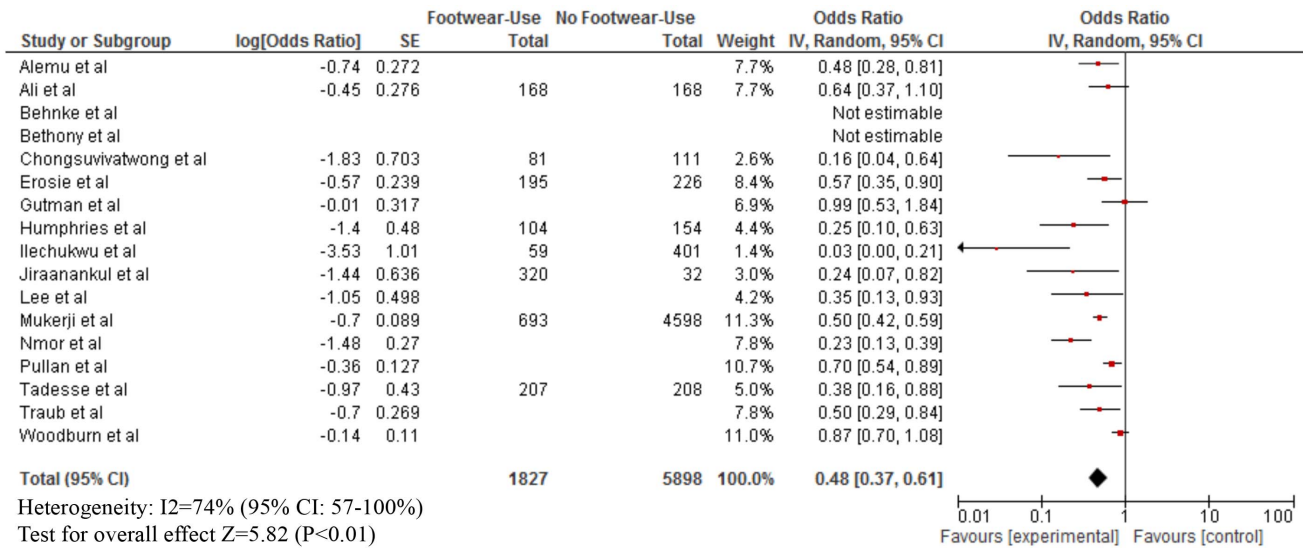 Footwear-Use No Footwear-Use Odds Ratio Odds Ratio
Study or Subgroup log[Odds Ratio] SE Total Total Weight IV, Random, 95% CI IV, Random, 95% CI
Alemu et al -0.74 0.272 7.7% 0.48 [0.28, 0.81]
Ali et al -0.45 0.276 168 168 7.7% 0.64 [0.37, 1.10]
Behnke et al Not estimable
Bethony et al Not estimable
Chongsuvivatwong et al -1.83 0.703 81 111 2.6% 0.16 [0.04, 0.64]
Erosie et al -0.57 0.239 195 226 8.4% 0.57 [0.35, 0.90]
Gutman et al -0.01 0.317 6.9% 0.99 [0.53, 1.84]
Humphries et al -1.4 0.48 104 154 4.4% 0.25 [0.10, 0.63]
Ilechukwu et al -3.53 1.01 59 401 1.4% 0.03 [0.00, 0.21]
Jiraanankul et al -1.44 0.636 320 32 3.0% 0.24 [0.07, 0.82]
Lee et al -1.05 0.498 4.2% 0.35 [0.13, 0.93]
Mukerji et al -0.7 0.089 693 4598 11.3% 0.50 [0.42, 0.59]
Nmor et al -1.48 0.27 7.8% 0.23 [0.13, 0.39]
Pullan et al -0.36 0.127 10.7% 0.70 [0.54, 0.89]
Tadesse et al -0.97 0.43 207 208 5.0% 0.38 [0.16, 0.88]
Traub et al -0.7 0.269 7.8% 0.50 [0.29, 0.84]
Woodburn et al -0.14 0.11 11.0% 0.87 [0.70, 1.08]
Total (95% CI) 1827 5898 100.0% 0.48 [0.37, 0.61]
Heterogeneity: I2=74% (95% CI: 57-100%)
Test for overall effect Z=5.82 (P<0.01)
0.01 0.1 1 10 100
Favours [experimental] Favours [control]